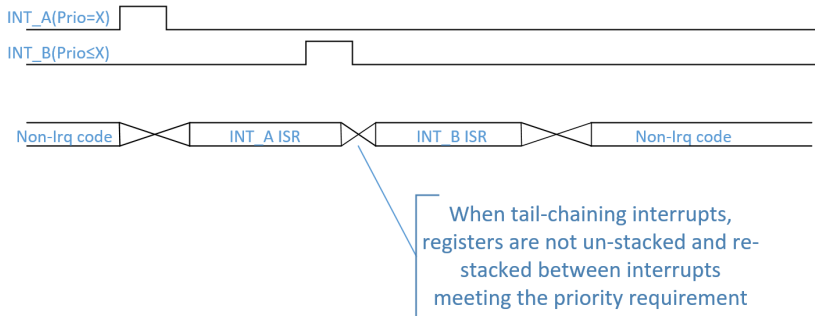 INT_A(Prio=X)
INT_B(Prio≤X)
Non-Irq code INT_A ISR INT_B ISR Non-Irq code
When tail-chaining interrupts,
registers are not un-stacked and re-
stacked between interrupts
meeting the priority requirement